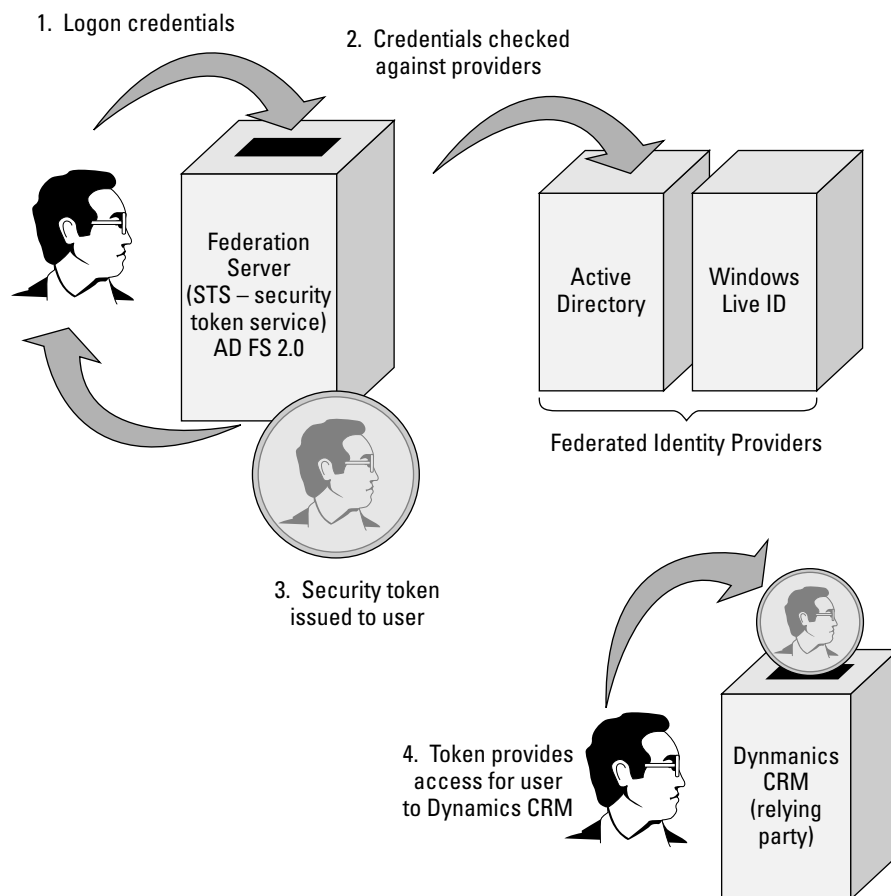 1. Logon credentials
2. Credentials checked
against providers
Federation
Server
(STS – security
token service)
AD FS 2.0
Active
Directory
Windows
Live ID
Federated Identity Providers
3. Security token
issued to user
4. Token provides
access for user
to Dynamics CRM
Dynmanics
CRM
(relying
party)